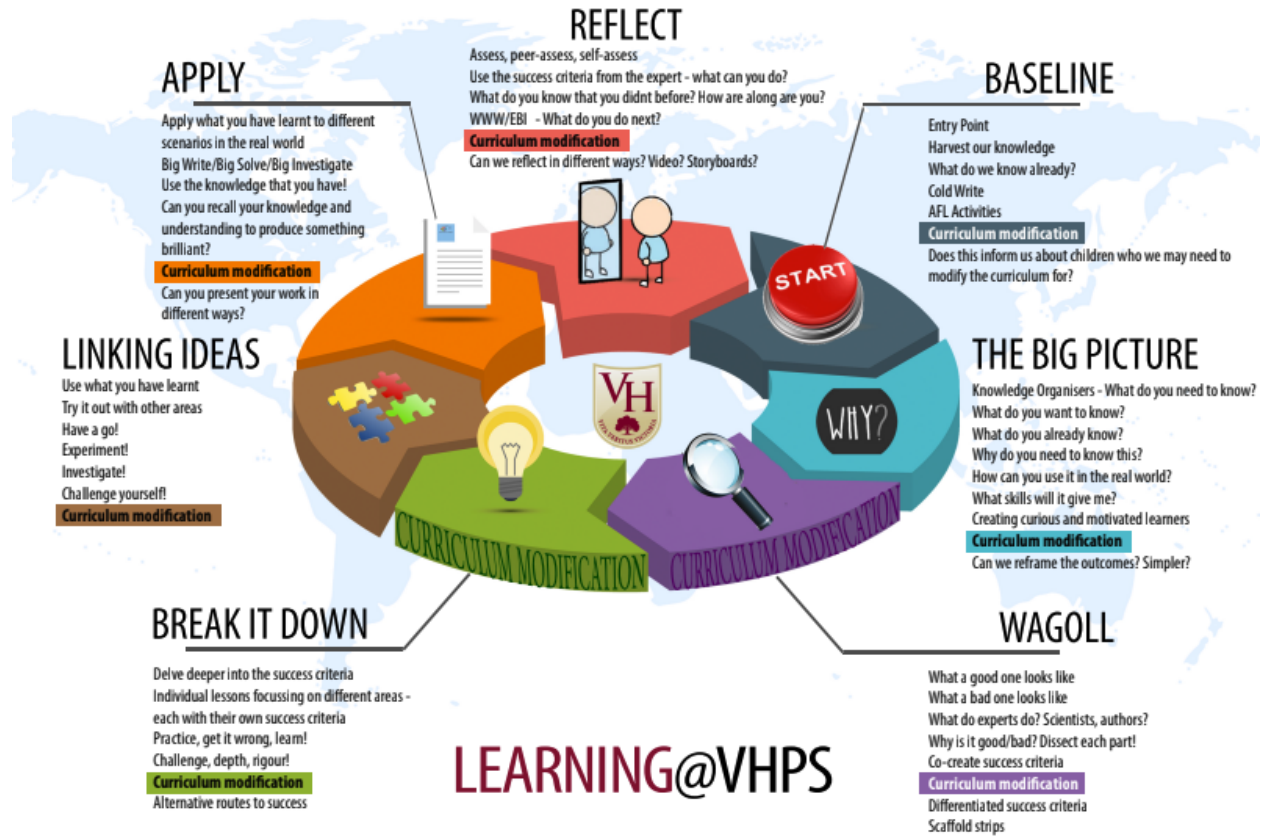 REFLECT
Assess, peer-assess, self-assess
Use the success criteria from the expert - what can you do?
What do you know that you didnt before? How are along are you?
WWW/EBI - What do you do next?
Curriculum modification
Can we reflect in different ways? Video? Storyboards?
APPLY
Apply what you have learnt to different
scenarios in the real world
Big Write/Big Solve/Big Investigate
Use the knowledge that you have!
Can you recall your knowledge and
understanding to produce something
brilliant?
Curriculum modification
Can you present your work in
different ways?
BASELINE
Entry Point
Harvest our knowledge
What do we know already?
Cold Write
AFL Activities
Curriculum modification
Does this inform us about children who we may need to
modify the curriculum for?
START
LINKING IDEAS
Use what you have learnt
Try it out with other areas
Have a go!
Experiment!
Investigate!
Challenge yourself!
Curriculum modification
VH
VITA VERITUS VICTORIA
WHY?
THE BIG PICTURE
Knowledge Organisers - What do you need to know?
What do you want to know?
What do you already know?
Why do you need to know this?
How can you use it in the real world?
What skills will it give me?
Creating curious and motivated learners
Curriculum modification
Can we reframe the outcomes? Simpler?
CURRICULUM MODIFICATION
CURRICULUM MODIFICATION
BREAK IT DOWN
Delve deeper into the success criteria
Individual lessons focussing on different areas -
each with their own success criteria
Practice, get it wrong, learn!
Challenge, depth, rigour!
Curriculum modification
Alternative routes to success
WAGOLL
What a good one looks like
What a bad one looks like
What do experts do? Scientists, authors?
Why is it good/bad? Dissect each part!
Co-create success criteria
Curriculum modification
Differentiated success criteria
Scaffold strips
LEARNING@VHPS